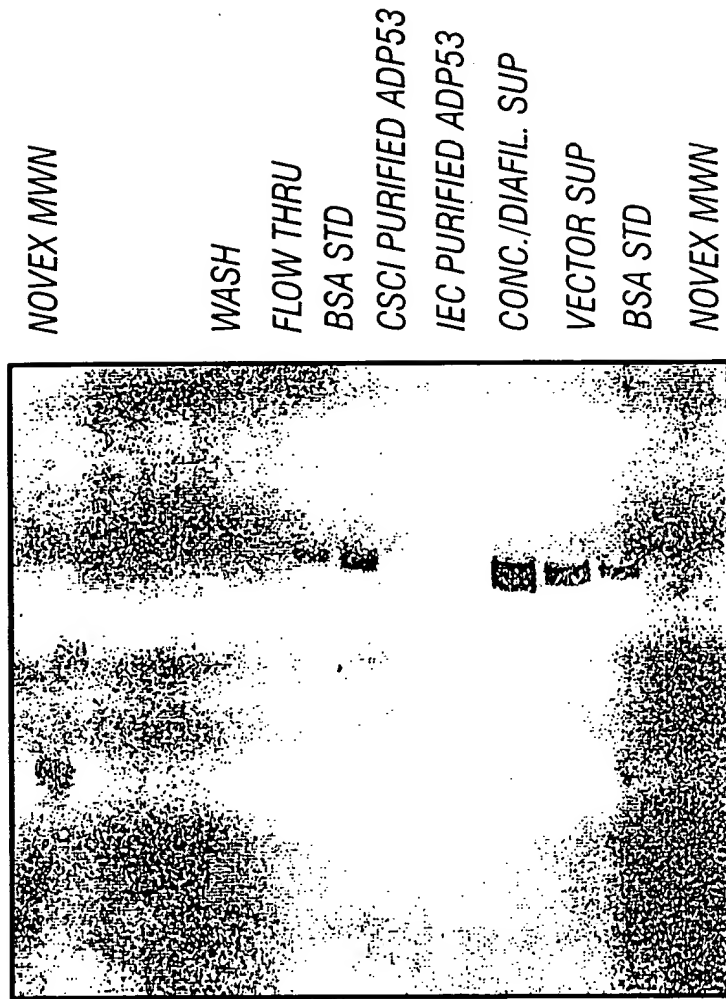 NOVEX MWN
WASH
FLOW THRU
BSA STD
CSCI PURIFIED ADP53
IEC PURIFIED ADP53
CONC./DIAFIL. SUP
VECTOR SUP
BSA STD
NOVEX MWN